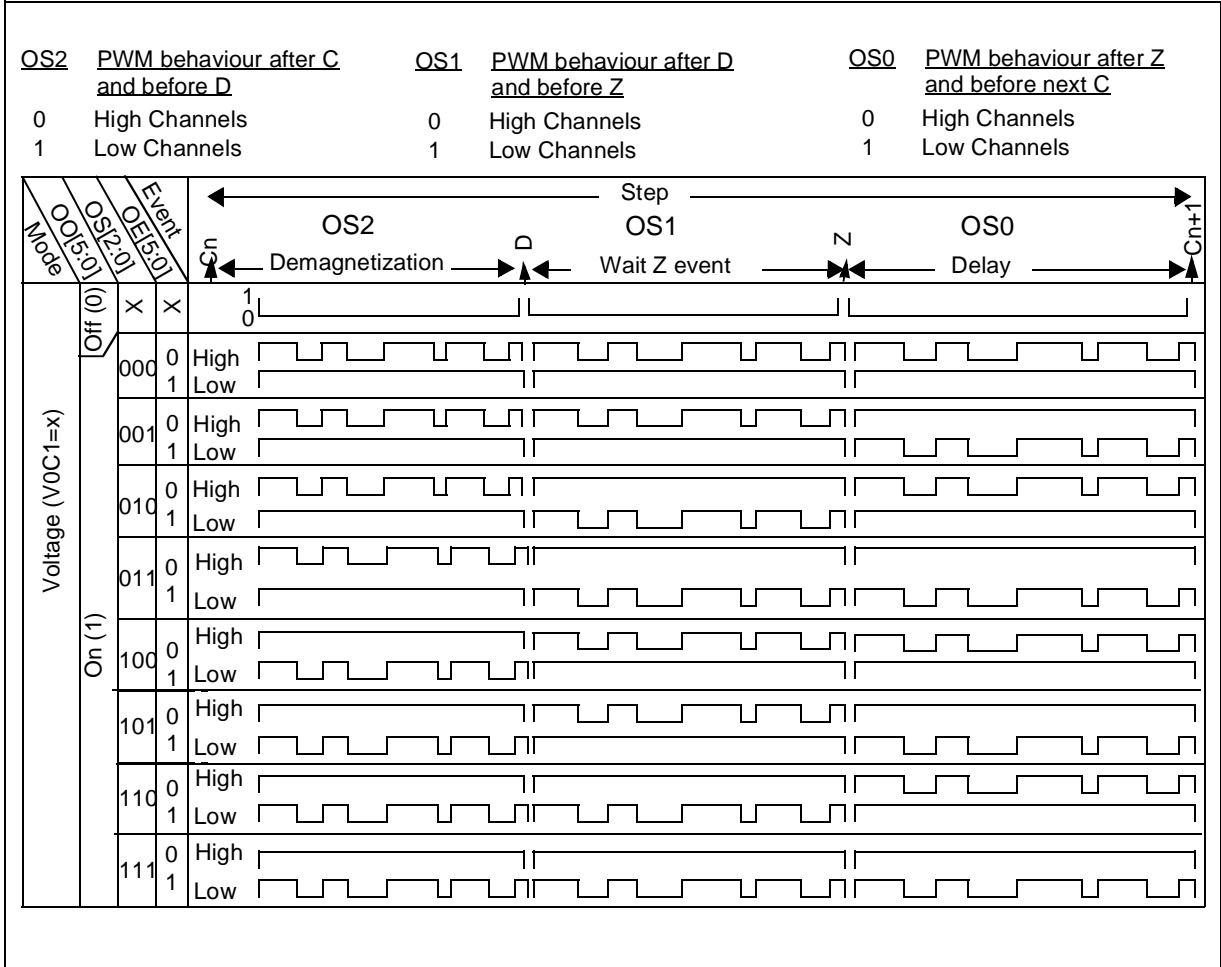 OS2 PWM behaviour after C and before D
0 High Channels
1 Low Channels
OS1 PWM behaviour after D and before Z
0 High Channels
1 Low Channels
OS0 PWM behaviour after Z and before next C
0 High Channels
1 Low Channels
Mode
OO[5:0]
OS[2:0]
OE[5:0]
Event
Step
Cn
OS2
Demagnetization
D
OS1
Wait Z event
Z
OS0
Delay
Cn+1
Voltage (V0C1=x)
Off (0)
X
X
1
0
On (1)
000
0 High
1 Low
001
0 High
1 Low
010
0 High
1 Low
011
0 High
1 Low
100
0 High
1 Low
101
0 High
1 Low
110
0 High
1 Low
111
0 High
1 Low